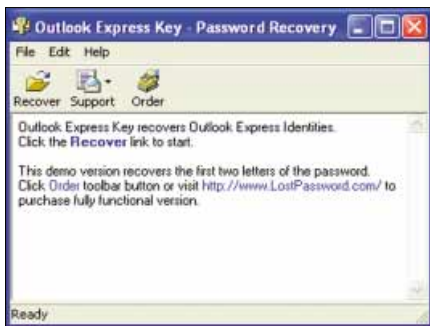 Outlook Express Key - Password Recovery
File Edit Help
Recover Support Order
Outlook Express Key recovers Outlook Express Identities.
Click the Recover link to start.
This demo version recovers the first two letters of the password.
Click Order toolbar button or visit http://www.LostPassword.com/ to
purchase fully functional version.
Ready